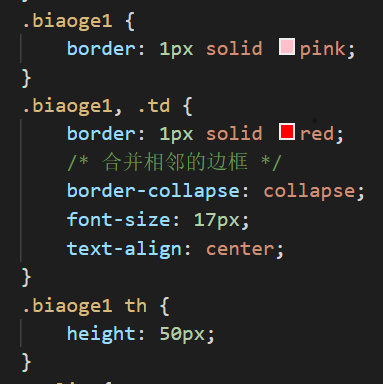 .biaoge1 {
    border: 1px solid pink;
}
.biaoge1, .td {
    border: 1px solid red;
    /* 合并相邻的边框 */
    border-collapse: collapse;
    font-size: 17px;
    text-align: center;
}
.biaoge1 th {
    height: 50px;
}